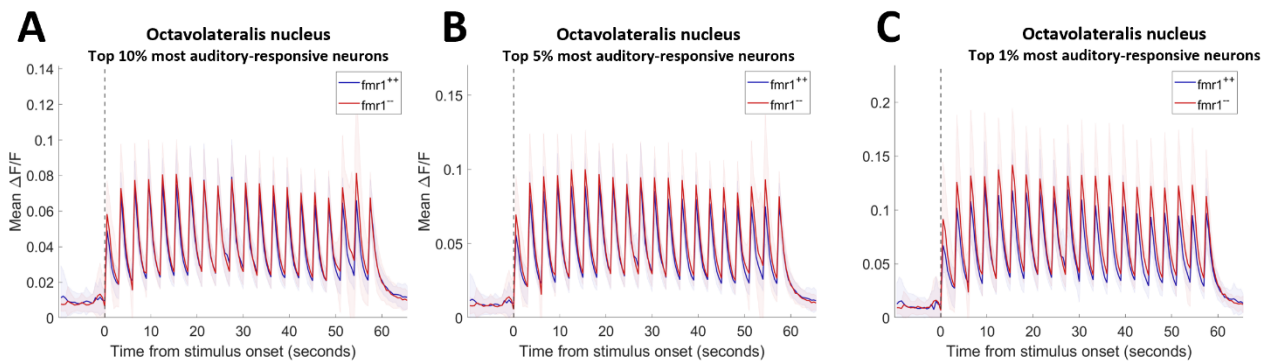 A
Octavolateralis nucleus
Top 10% most auditory-responsive neurons
0.14
0.12
0.1
0.08
0.06
0.04
0.02
0
Mean ΔF/F
fmr1++
fmr1--
0 10 20 30 40 50 60
Time from stimulus onset (seconds)
B
Octavolateralis nucleus
Top 5% most auditory-responsive neurons
0.15
0.1
0.05
0
Mean ΔF/F
fmr1++
fmr1--
0 10 20 30 40 50 60
Time from stimulus onset (seconds)
C
Octavolateralis nucleus
Top 1% most auditory-responsive neurons
0.2
0.15
0.1
0.05
0
Mean ΔF/F
fmr1++
fmr1--
0 10 20 30 40 50 60
Time from stimulus onset (seconds)